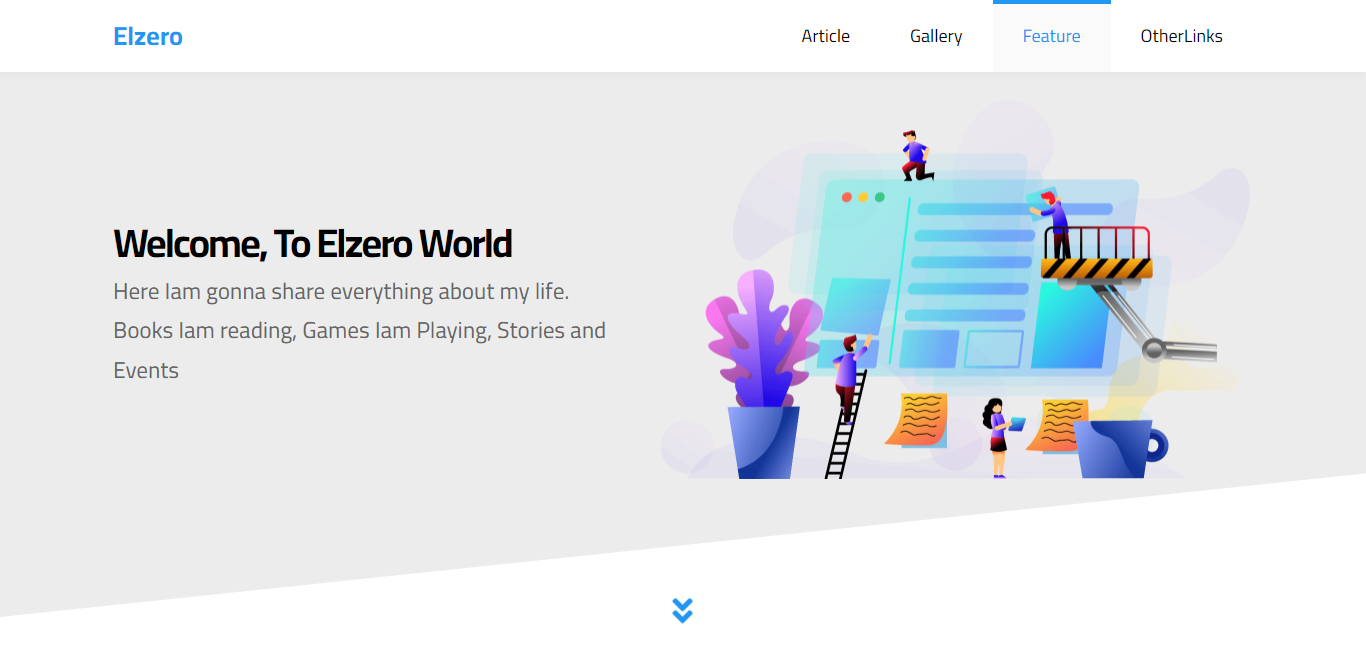 Elzero
Article
Gallery
Feature
OtherLinks
Welcome, To Elzero World
Here Iam gonna share everything about my life.
Books Iam reading, Games Iam Playing, Stories and
Events